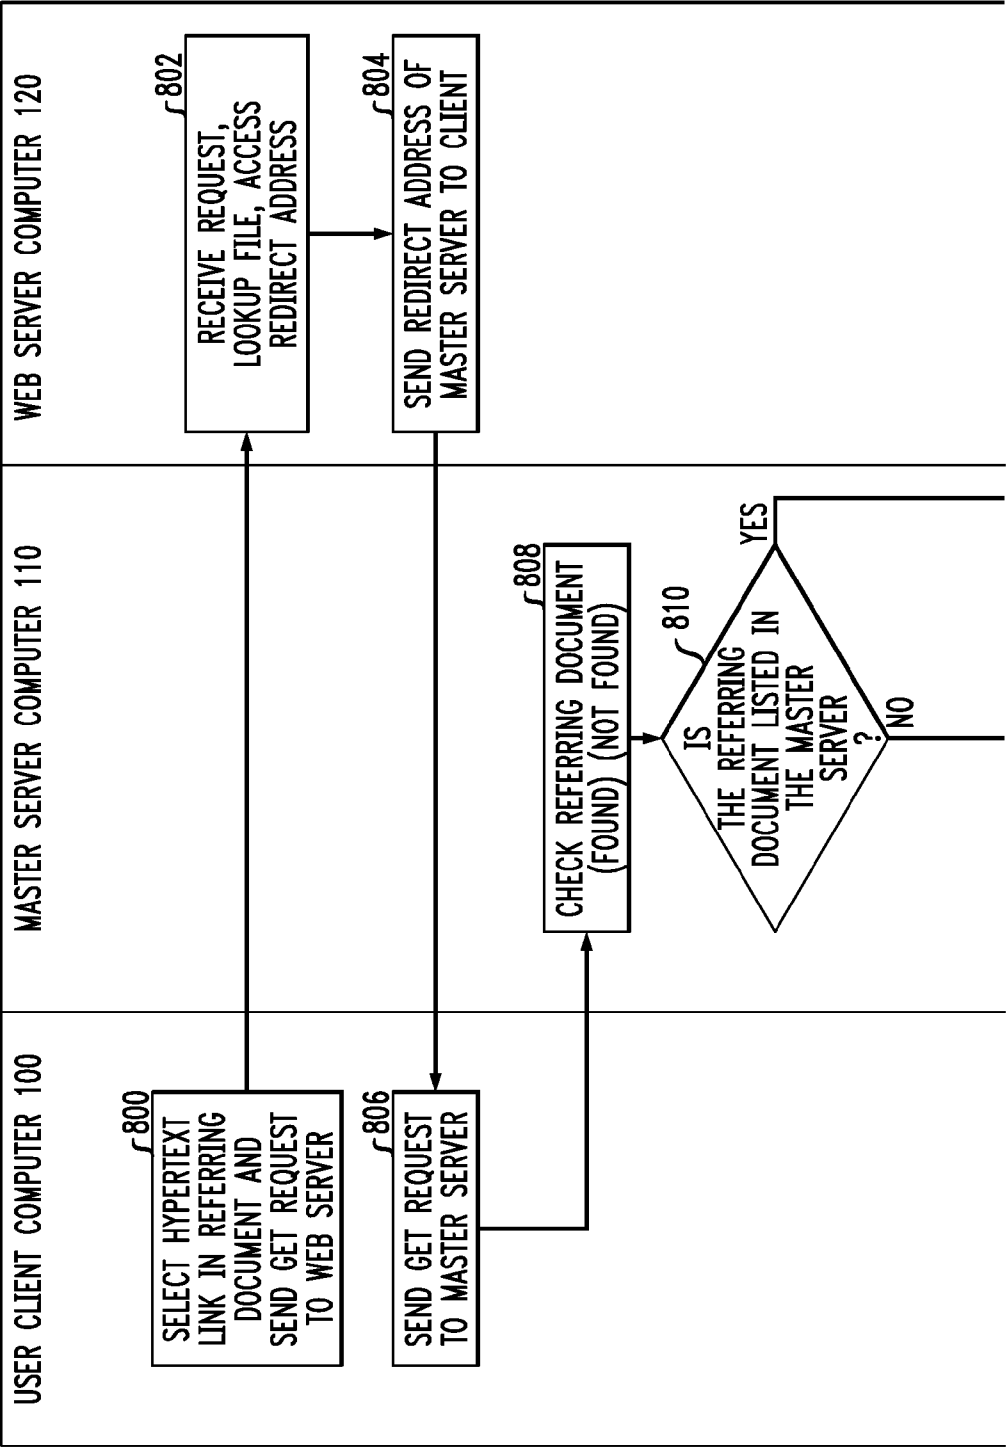 USER CLIENT COMPUTER 100
MASTER SERVER COMPUTER 110
WEB SERVER COMPUTER 120
800
SELECT HYPERTEXT
LINK IN REFERRING
DOCUMENT AND
SEND GET REQUEST
TO WEB SERVER
802
RECEIVE REQUEST,
LOOKUP FILE, ACCESS
REDIRECT ADDRESS
804
SEND REDIRECT ADDRESS OF
MASTER SERVER TO CLIENT
806
SEND GET REQUEST
TO MASTER SERVER
808
CHECK REFERRING DOCUMENT
(FOUND) (NOT FOUND)
810
IS
THE REFERRING
DOCUMENT LISTED IN
THE MASTER
SERVER
?
YES
NO